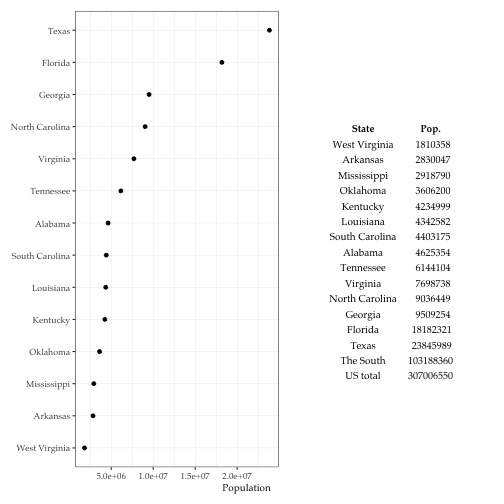 Texas
Florida
Georgia
North Carolina
Virginia
Tennessee
Alabama
South Carolina
Louisiana
Kentucky
Oklahoma
Mississippi
Arkansas
West Virginia
5.0e+06 1.0e+07 1.5e+07 2.0e+07
Population
State Pop.
West Virginia 1810358
Arkansas 2830047
Mississippi 2918790
Oklahoma 3606200
Kentucky 4234999
Louisiana 4342582
South Carolina 4403175
Alabama 4625354
Tennessee 6144104
Virginia 7698738
North Carolina 9036449
Georgia 9509254
Florida 18182321
Texas 23845989
The South 103188360
US total 307006550